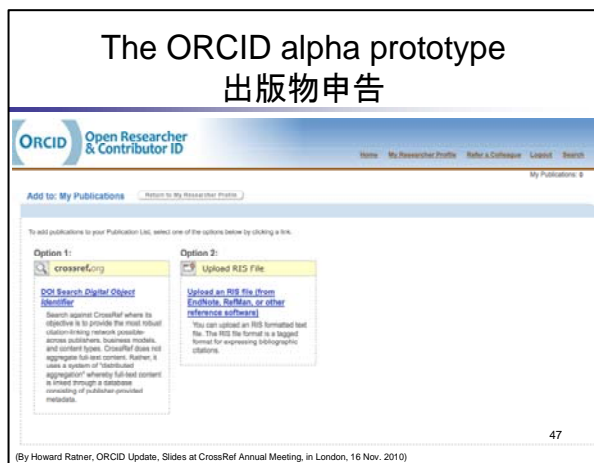 The ORCID alpha prototype
出版物申告
ORCID
Open Researcher
& Contributor ID
Home My Researcher Profile Refer a Colleague Logout Search
My Publications: 0
Add to: My Publications
Return to My Researcher Profile
To add publications to your Publication List, select one of the options below by clicking a link.
Option 1:
crossref.org
DOI Search Digital Object
Identifier
Search against CrossRef where its
objective is to provide the most robust
citation-linking network possible-
across publishers, business models,
and content types. CrossRef does not
aggregate full-text content. Rather, it
uses a system of "distributed
aggregation" whereby full-text content
is linked through a database
consisting of publisher-provided
metadata.
Option 2:
Upload RIS File
Upload an RIS file (from
EndNote, RefMan, or other
reference software)
You can upload an RIS formatted text
file. The RIS file format is a tagged
format for expressing bibliographic
citations.
47
(By Howard Ratner, ORCID Update, Slides at CrossRef Annual Meeting, in London, 16 Nov. 2010)